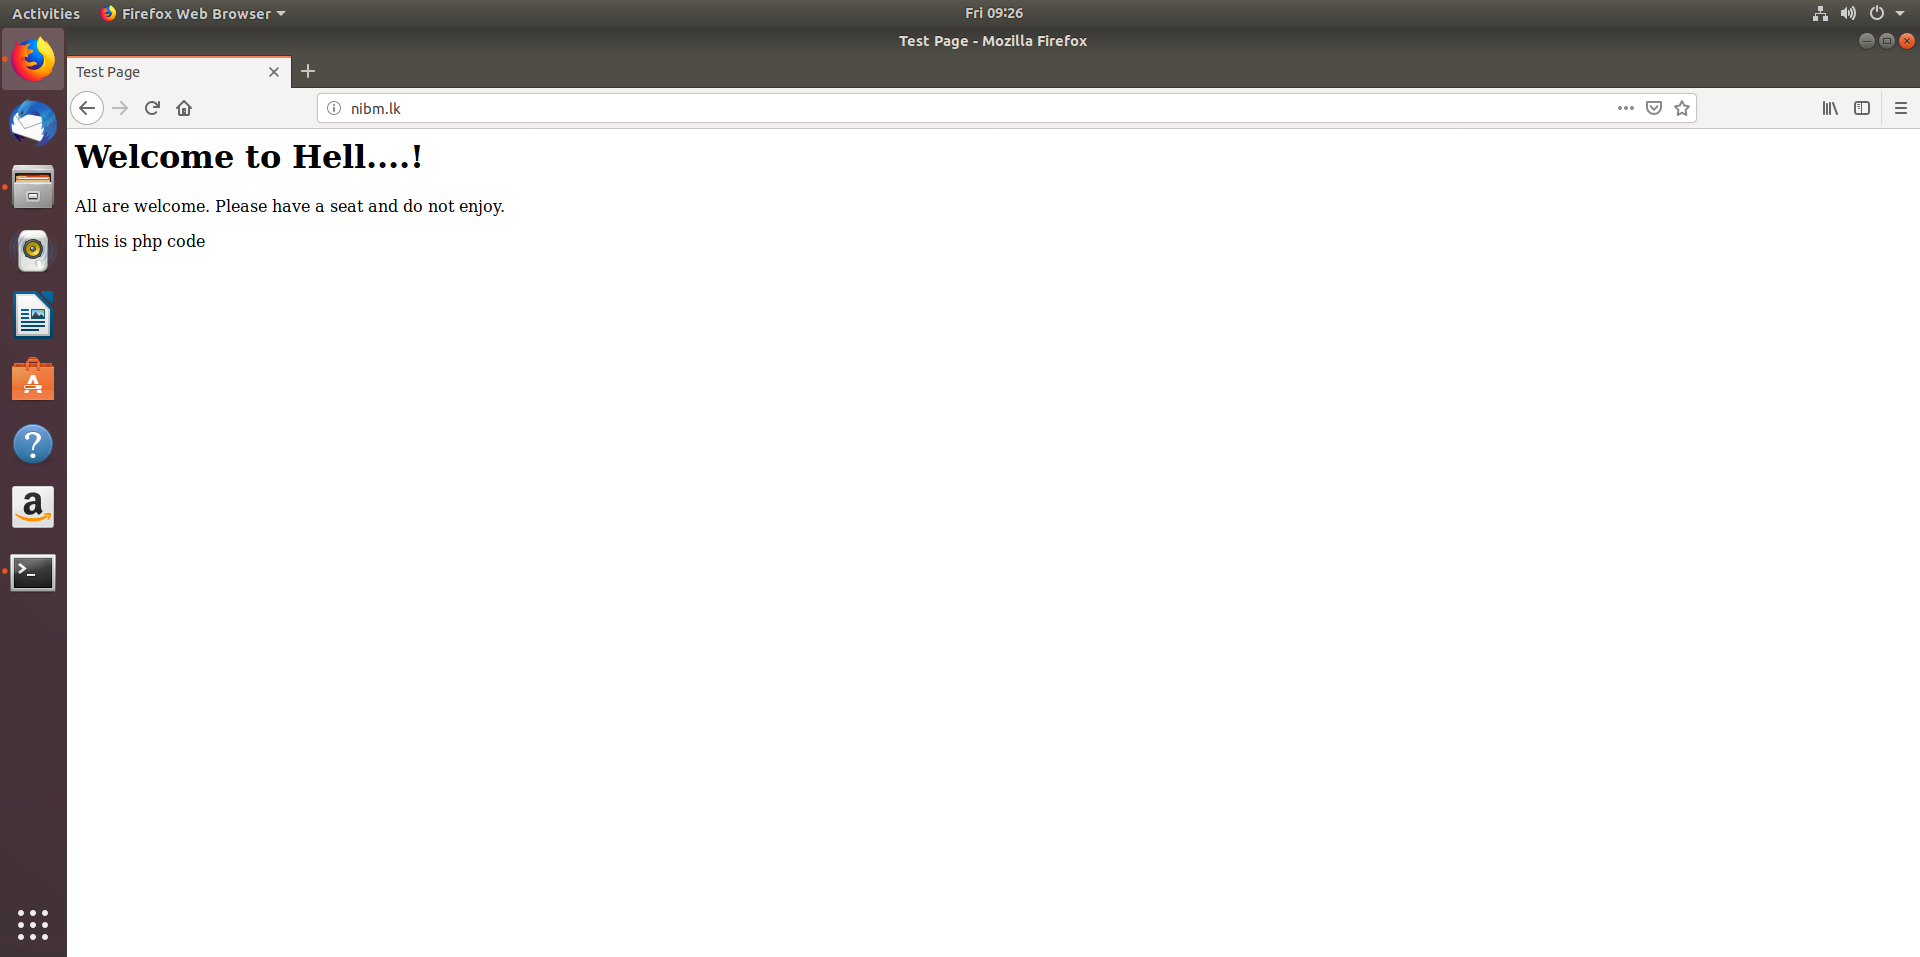 Activities
Firefox Web Browser
Fri 09:26
Test Page - Mozilla Firefox
Test Page
nibm.lk
Welcome to Hell....!
All are welcome. Please have a seat and do not enjoy.
This is php code